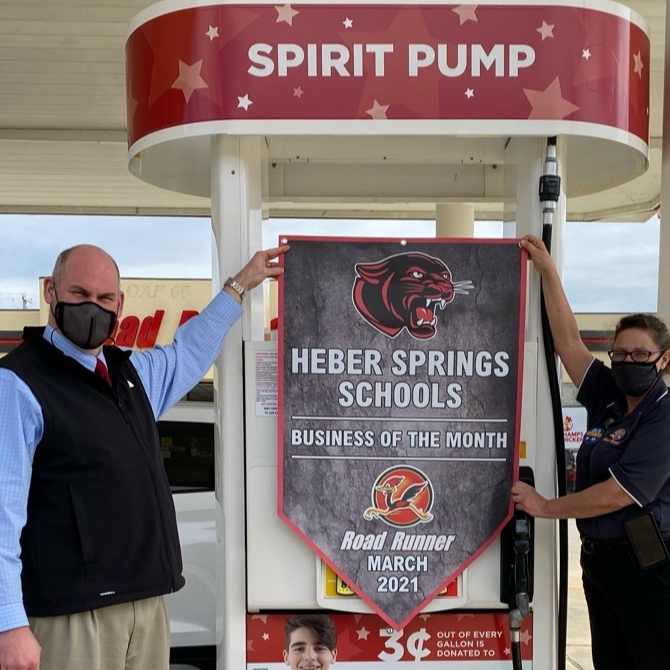 SPIRIT PUMP
HEBER SPRINGS
SCHOOLS
BUSINESS OF THE MONTH
Road Runner
MARCH
2021
3¢
OUT OF EVERY
GALLON IS
DONATED TO